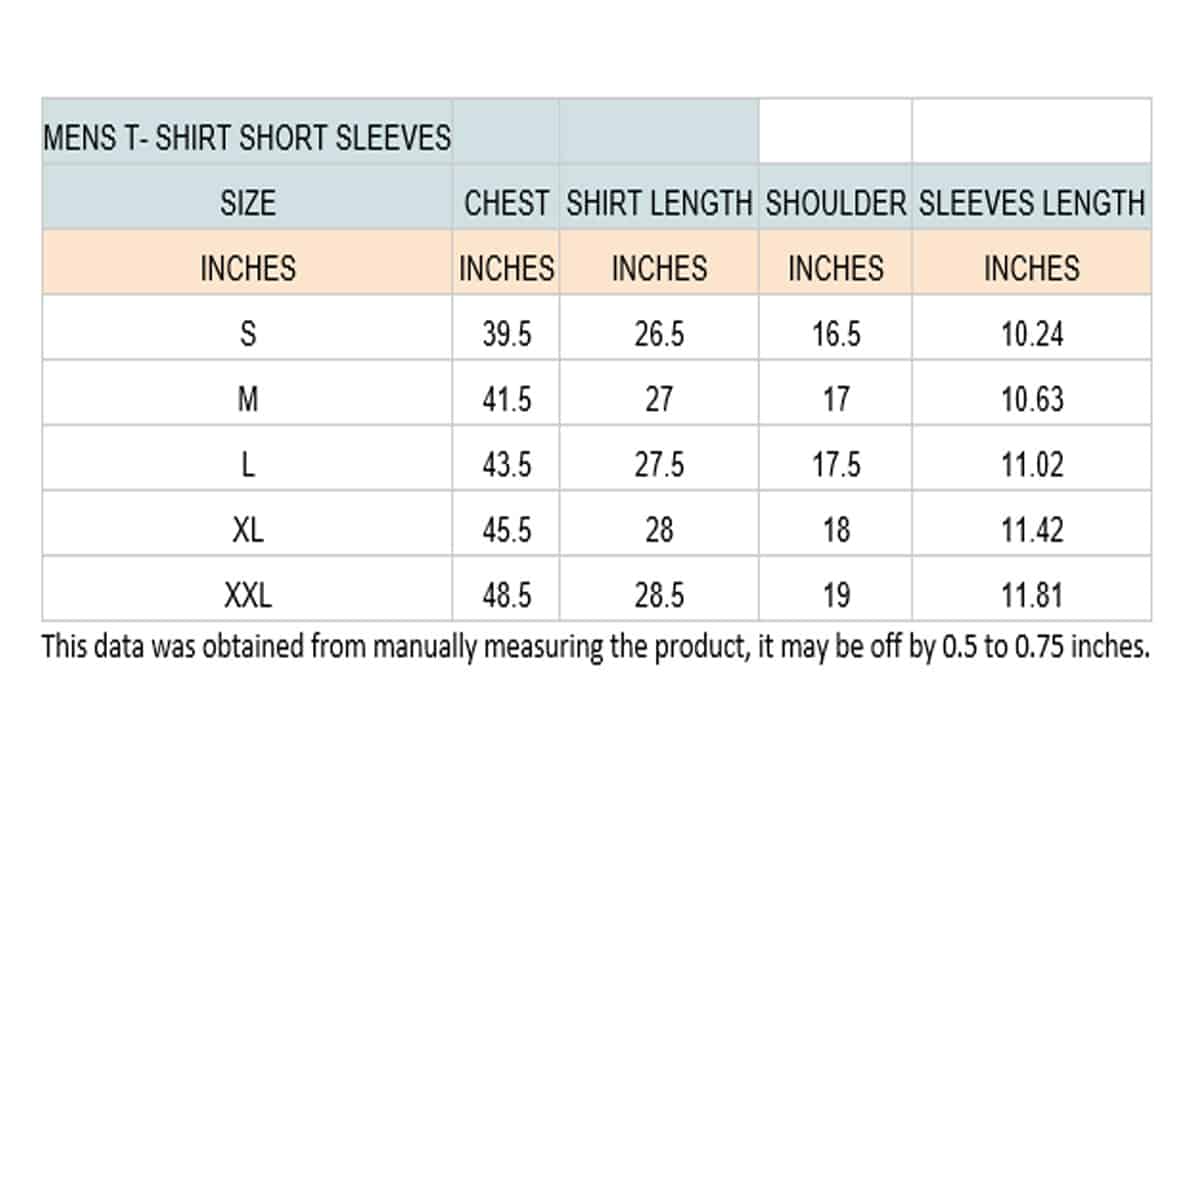 MENS T- SHIRT SHORT SLEEVES
SIZE CHEST SHIRT LENGTH SHOULDER SLEEVES LENGTH
INCHES INCHES INCHES INCHES INCHES
S 39.5 26.5 16.5 10.24
M 41.5 27 17 10.63
L 43.5 27.5 17.5 11.02
XL 45.5 28 18 11.42
XXL 48.5 28.5 19 11.81
This data was obtained from manually measuring the product, it may be off by 0.5 to 0.75 inches.